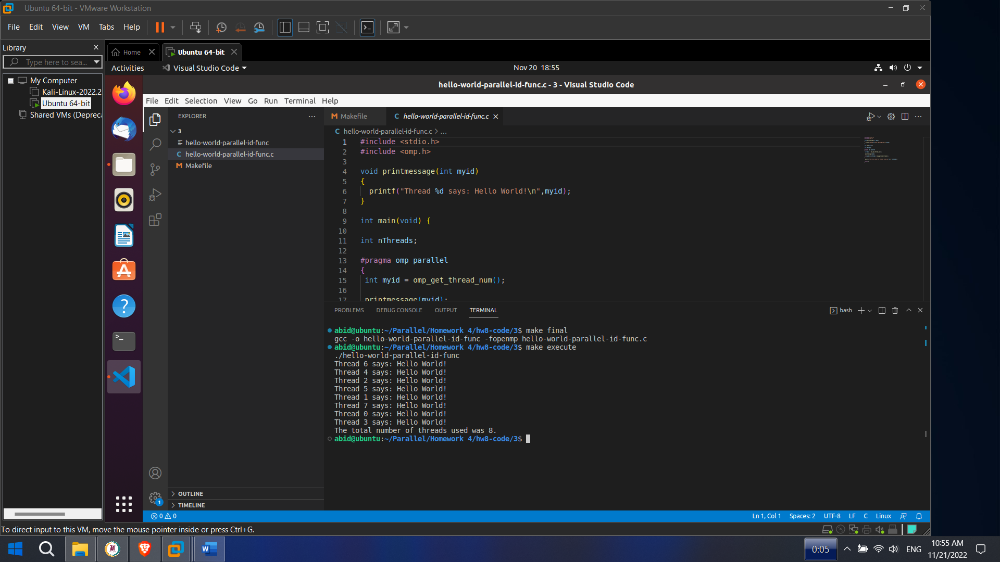 Ubuntu 64-bit - VMware Workstation
File Edit View VM Tabs Help
Library
Type here to sea...
My Computer
Kali-Linux-2022.2
Ubuntu 64-bit
Shared VMs (Depreca
Home
Ubuntu 64-bit
Activities Visual Studio Code Nov 20 18:55
hello-world-parallel-id-func.c - 3 - Visual Studio Code
File Edit Selection View Go Run Terminal Help
EXPLORER
3
hello-world-parallel-id-func
C hello-world-parallel-id-func.c
M Makefile
OUTLINE
TIMELINE
M Makefile
C hello-world-parallel-id-func.c
C hello-world-parallel-id-func.c > ...
1 #include <stdio.h>
2 #include <omp.h>
3
4 void printmessage(int myid)
5 {
6 printf("Thread %d says: Hello World!\n",myid);
7 }
8
9 int main(void) {
10
11 int nThreads;
12
13 #pragma omp parallel
14 {
15 int myid = omp_get_thread_num();
16
17 printmessage(myid);
PROBLEMS DEBUG CONSOLE OUTPUT TERMINAL
bash
abid@ubuntu:~/Parallel/Homework 4/hw8-code/3$ make final
gcc -o hello-world-parallel-id-func -fopenmp hello-world-parallel-id-func.c
abid@ubuntu:~/Parallel/Homework 4/hw8-code/3$ make execute
./hello-world-parallel-id-func
Thread 6 says: Hello World!
Thread 4 says: Hello World!
Thread 2 says: Hello World!
Thread 5 says: Hello World!
Thread 1 says: Hello World!
Thread 7 says: Hello World!
Thread 0 says: Hello World!
Thread 3 says: Hello World!
The total number of threads used was 8.
abid@ubuntu:~/Parallel/Homework 4/hw8-code/3$
1
0 0
Ln 1, Col 1 Spaces: 2 UTF-8 LF C Linux
To direct input to this VM, move the mouse pointer inside or press Ctrl+G.
0:05
ENG
10:55 AM
11/21/2022